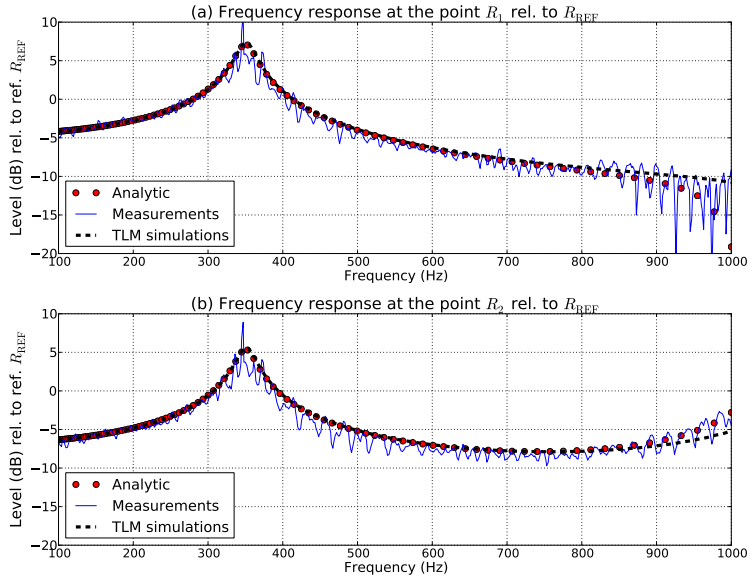 (a) Frequency response at the point R1 rel. to RREF
Level (dB) rel. to ref. RREF
10
5
0
−5
−10
−15
−20
Analytic
Measurements
TLM simulations
100 200 300 400 500 600 700 800 900 1000
Frequency (Hz)
(b) Frequency response at the point R2 rel. to RREF
Level (dB) rel. to ref. RREF
10
5
0
−5
−10
−15
−20
Analytic
Measurements
TLM simulations
100 200 300 400 500 600 700 800 900 1000
Frequency (Hz)